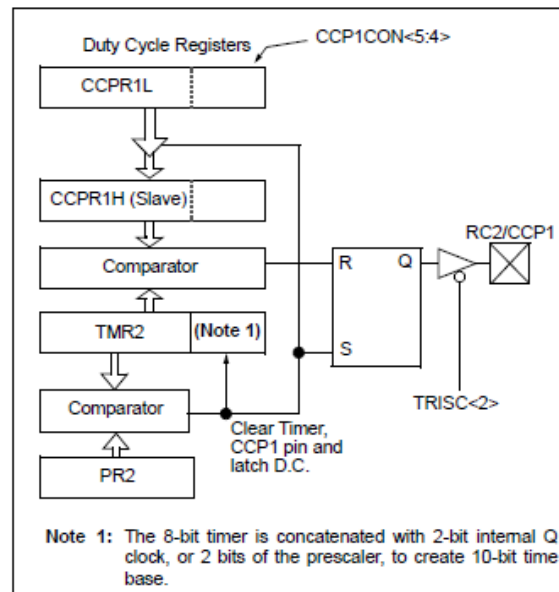 Duty Cycle Registers
CCP1CON<5:4>
CCPR1L
CCPR1H (Slave)
RC2/CCP1
Comparator
R
Q
TMR2
(Note 1)
S
Comparator
TRISC<2>
Clear Timer,
CCP1 pin and
latch D.C.
PR2
Note 1: The 8-bit timer is concatenated with 2-bit internal Q
clock, or 2 bits of the prescaler, to create 10-bit time
base.